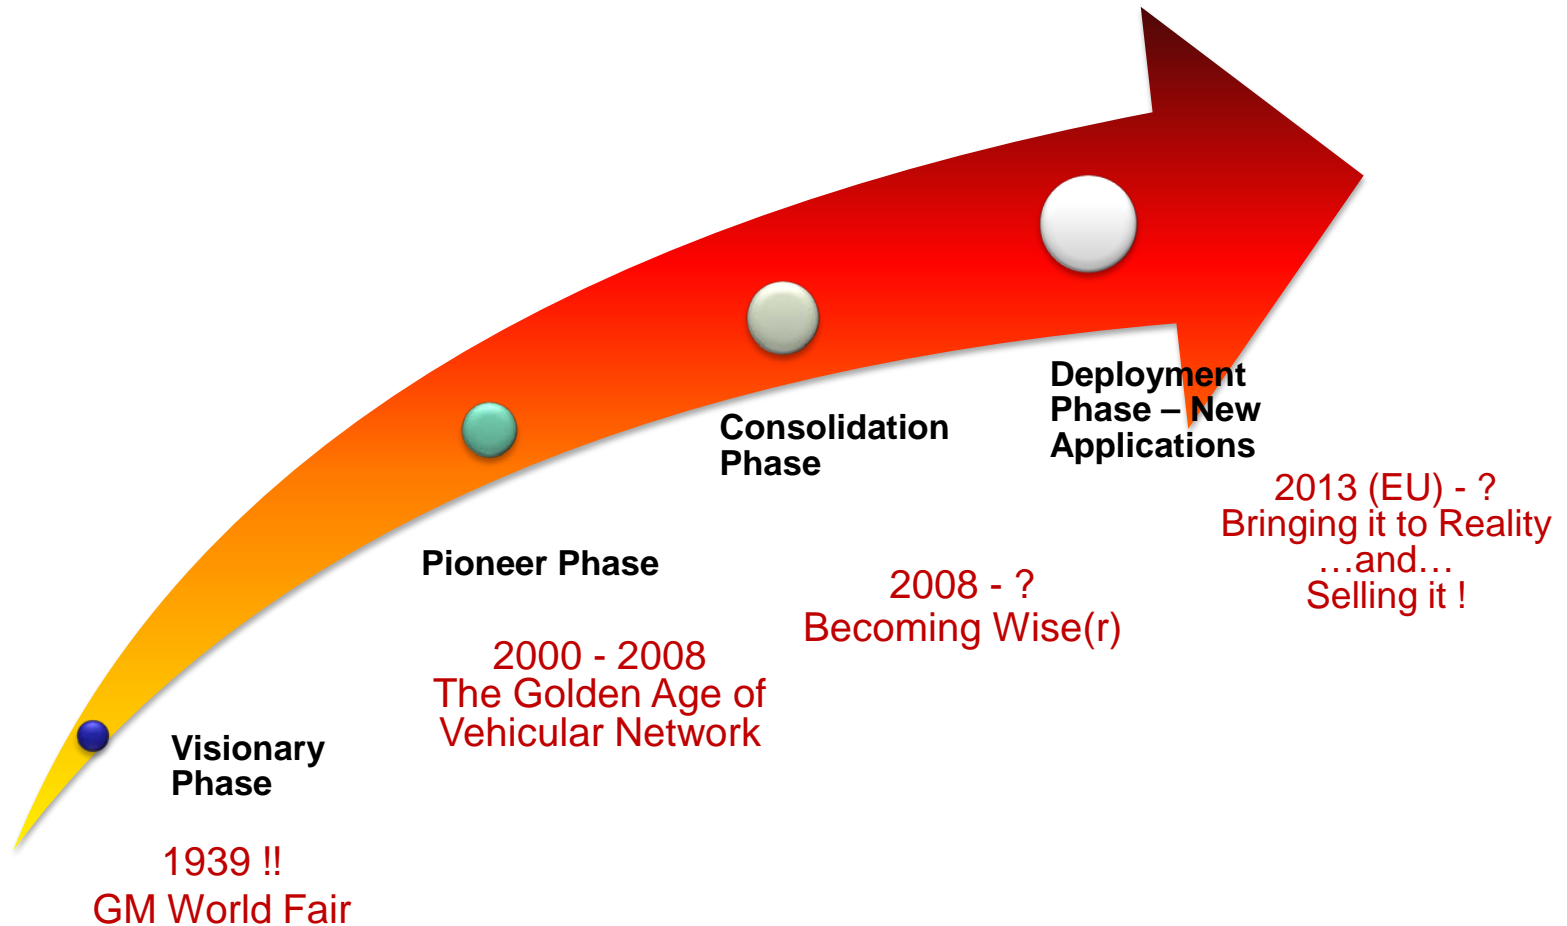 Visionary
Phase
1939 !!
GM World Fair
Pioneer Phase
2000 - 2008
The Golden Age of
Vehicular Network
Consolidation
Phase
2008 - ?
Becoming Wise(r)
Deployment
Phase – New
Applications
2013 (EU) - ?
Bringing it to Reality
…and…
Selling it !